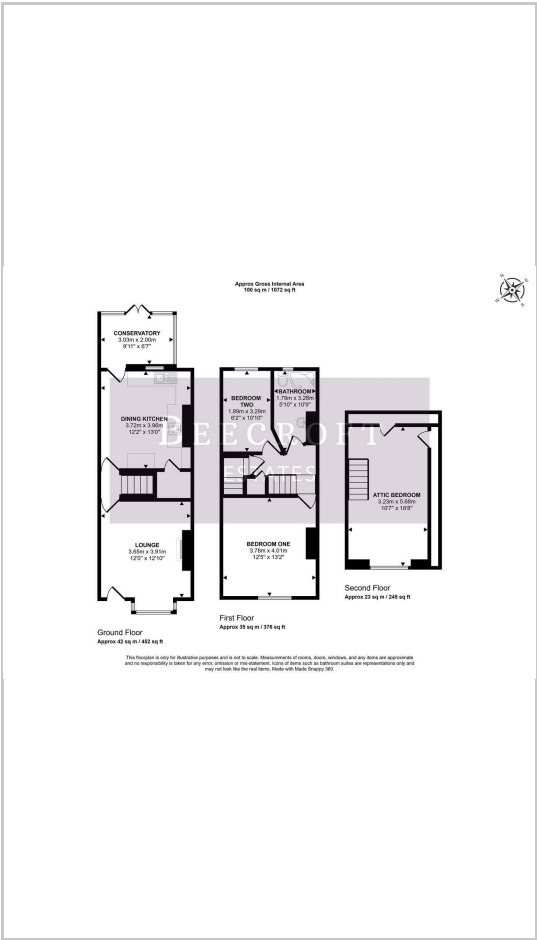 Approx Gross Internal Area
100 sq m / 1072 sq ft
CONSERVATORY
3.03m x 2.00m
9'11" x 6'7"
DINING KITCHEN
3.72m x 3.96m
12'2" x 13'0"
LOUNGE
3.65m x 3.91m
12'0" x 12'10"
Ground Floor
Approx 42 sq m / 452 sq ft
BEDROOM
TWO
1.89m x 3.29m
6'2" x 10'10"
BATHROOM
1.79m x 3.28m
5'10" x 10'9"
BEDROOM ONE
3.78m x 4.01m
12'5" x 13'2"
First Floor
Approx 35 sq m / 376 sq ft
ATTIC BEDROOM
3.23m x 5.68m
10'7" x 18'8"
Second Floor
Approx 23 sq m / 245 sq ft
BEECROFT
ESTATES
This floorplan is only for illustrative purposes and is not to scale. Measurements of rooms, doors, windows, and any items are approximate
and no responsibility is taken for any error, omission or mis-statement. Icons of items such as bathroom suites are representations only and
may not look like the real items. Made with Made Snappy 360.